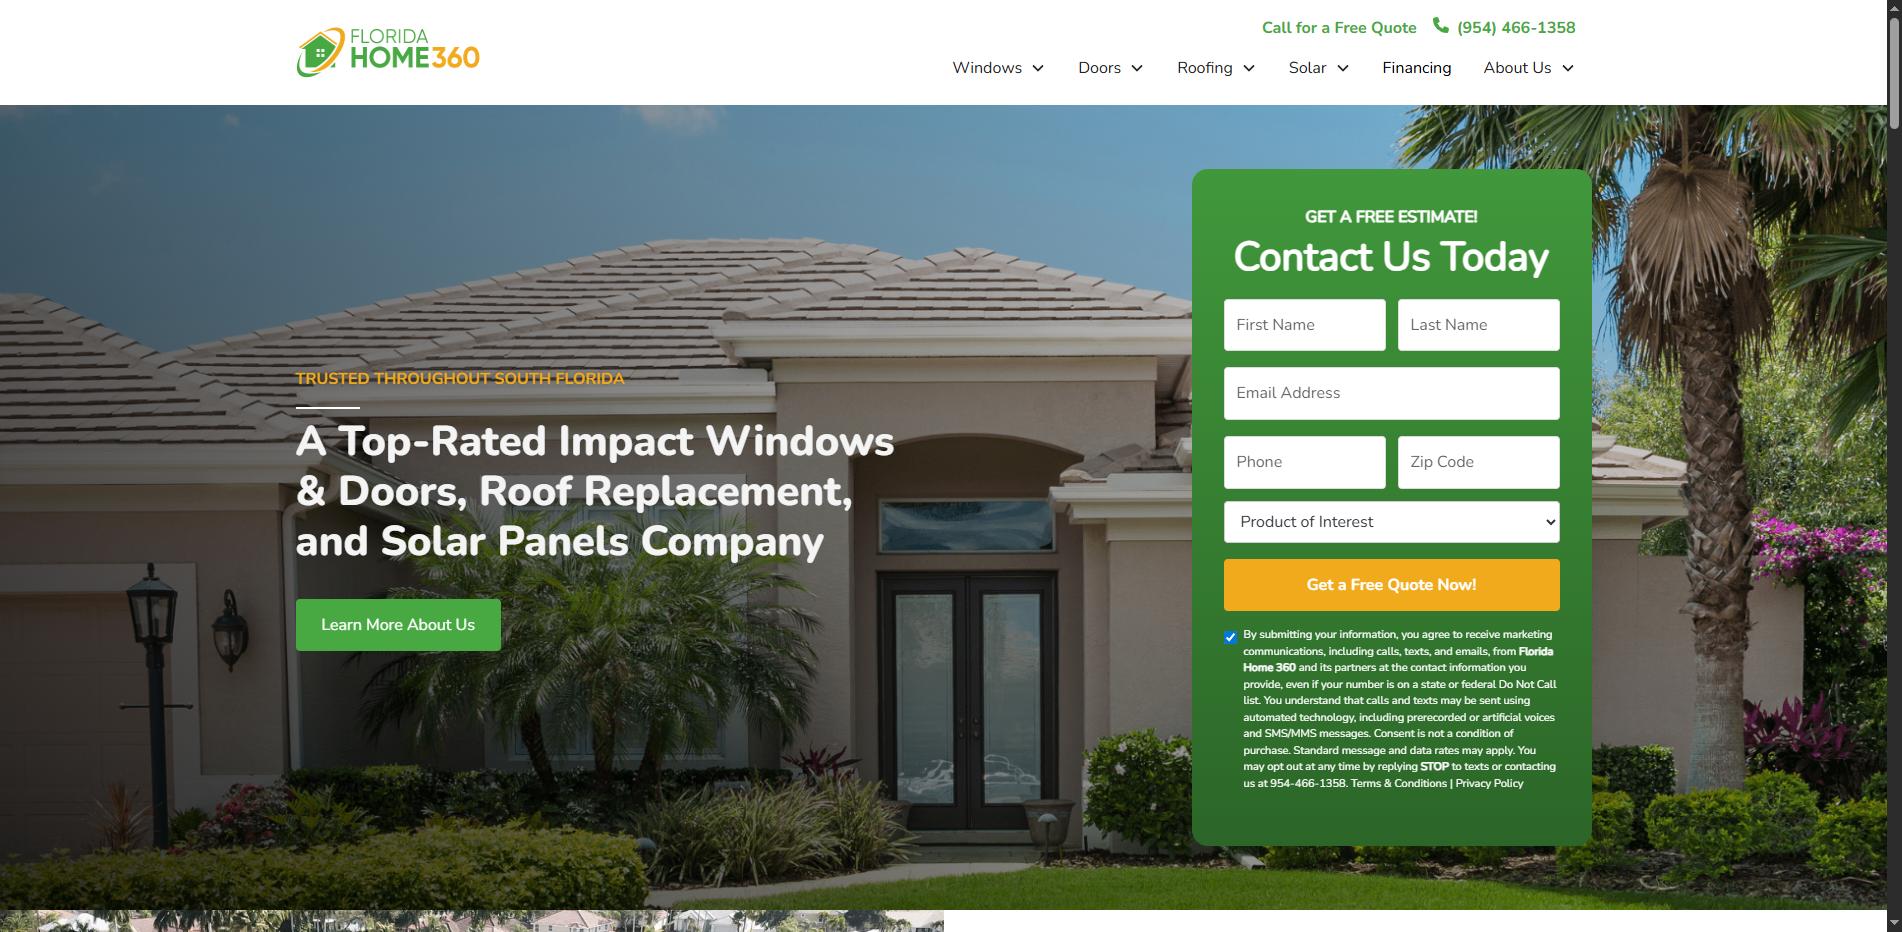 FLORIDA
HOME360
Call for a Free Quote (954) 466-1358
Windows Doors Roofing Solar Financing About Us
TRUSTED THROUGHOUT SOUTH FLORIDA
A Top-Rated Impact Windows
& Doors, Roof Replacement,
and Solar Panels Company
Learn More About Us
GET A FREE ESTIMATE!
Contact Us Today
First Name Last Name
Email Address
Phone Zip Code
Product of Interest
Get a Free Quote Now!
By submitting your information, you agree to receive marketing
communications, including calls, texts, and emails, from Florida
Home 360 and its partners at the contact information you
provide, even if your number is on a state or federal Do Not Call
list. You understand that calls and texts may be sent using
automated technology, including prerecorded or artificial voices
and SMS/MMS messages. Consent is not a condition of
purchase. Standard message and data rates may apply. You
may opt out at any time by replying STOP to texts or contacting
us at 954-466-1358. Terms & Conditions | Privacy Policy